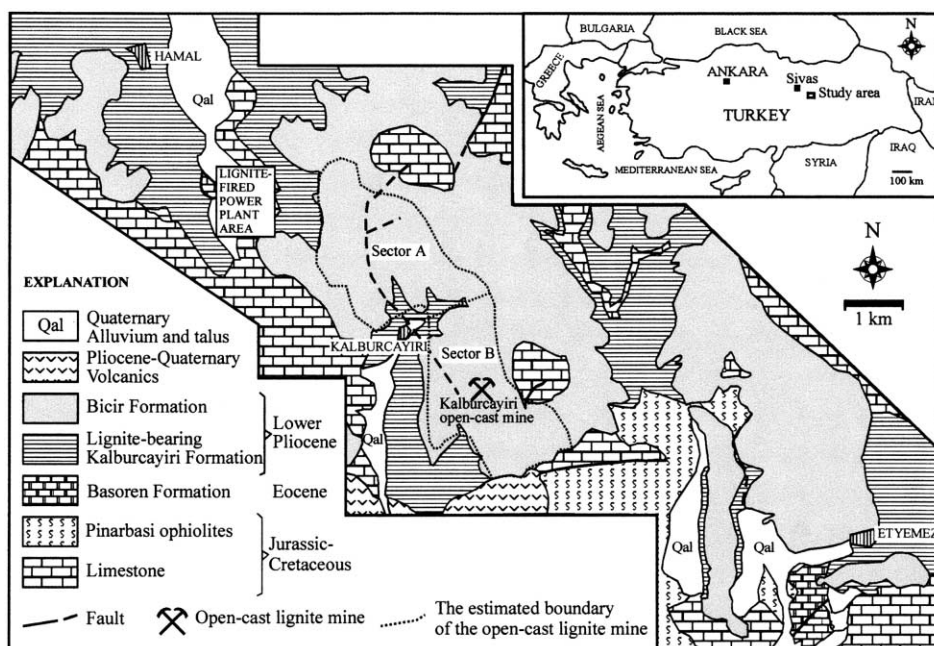 HAMAL
Qal
LIGNITE-
FIRED
POWER
PLANT
AREA
Sector A
KALBURCAYIRI
Sector B
Kalburcayiri
open-cast mine
Qal
Qal
Qal
ETYEMEZ
BULGARIA
BLACK SEA
N
GREECE
ANKARA
Sivas
Study area
IRAN
AEGEAN SEA
TURKEY
MEDITERRANEAN SEA
SYRIA
IRAQ
100 km
N
1 km
EXPLANATION
Qal
Quaternary
Alluvium and talus
Pliocene-Quaternary
Volcanics
Bicir Formation
Lignite-bearing
Kalburcayiri Formation
Lower
Pliocene
Basoren Formation
Eocene
Pinarbasi ophiolites
Limestone
Jurassic-
Cretaceous
Fault
Open-cast lignite mine
The estimated boundary
of the open-cast lignite mine